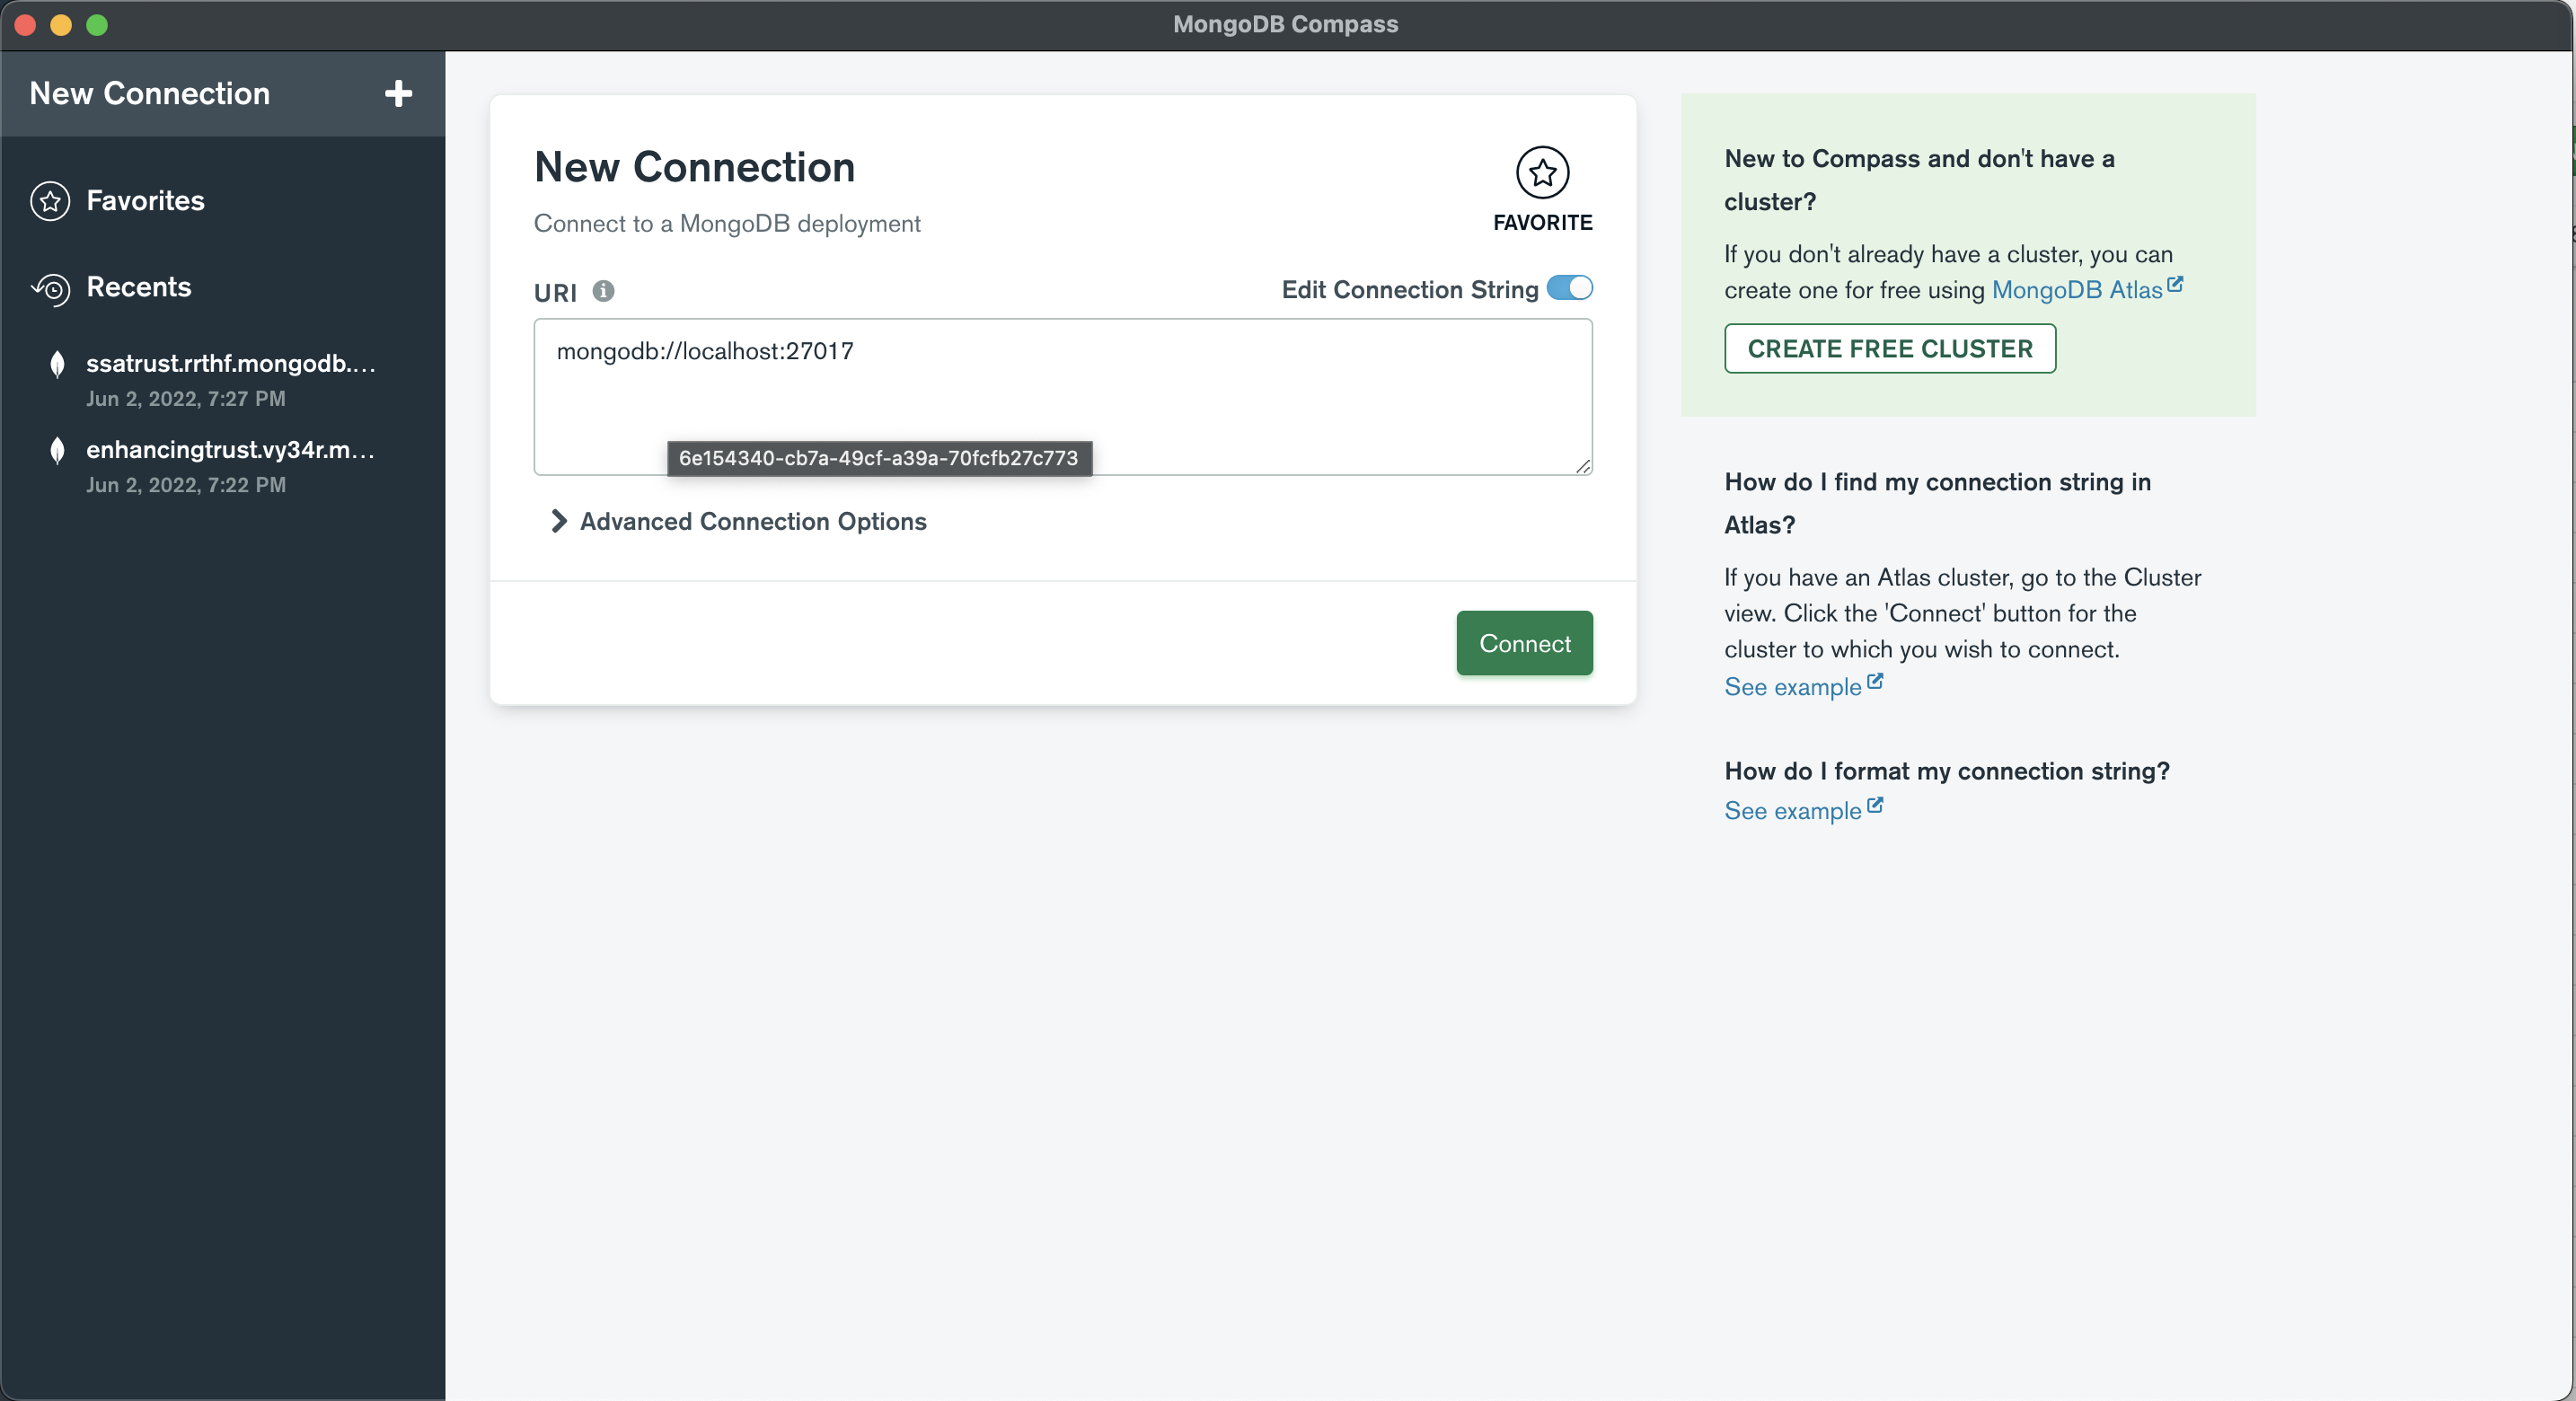 MongoDB Compass
New Connection
Favorites
Recents
ssatrust.rrthf.mongodb....
Jun 2, 2022, 7:27 PM
enhancingtrust.vy34r.m...
Jun 2, 2022, 7:22 PM
New Connection
Connect to a MongoDB deployment
FAVORITE
URI
Edit Connection String
mongodb://localhost:27017
6e154340-cb7a-49cf-a39a-70fcfb27c773
Advanced Connection Options
Connect
New to Compass and don't have a
cluster?
If you don't already have a cluster, you can
create one for free using MongoDB Atlas
CREATE FREE CLUSTER
How do I find my connection string in
Atlas?
If you have an Atlas cluster, go to the Cluster
view. Click the 'Connect' button for the
cluster to which you wish to connect.
See example
How do I format my connection string?
See example